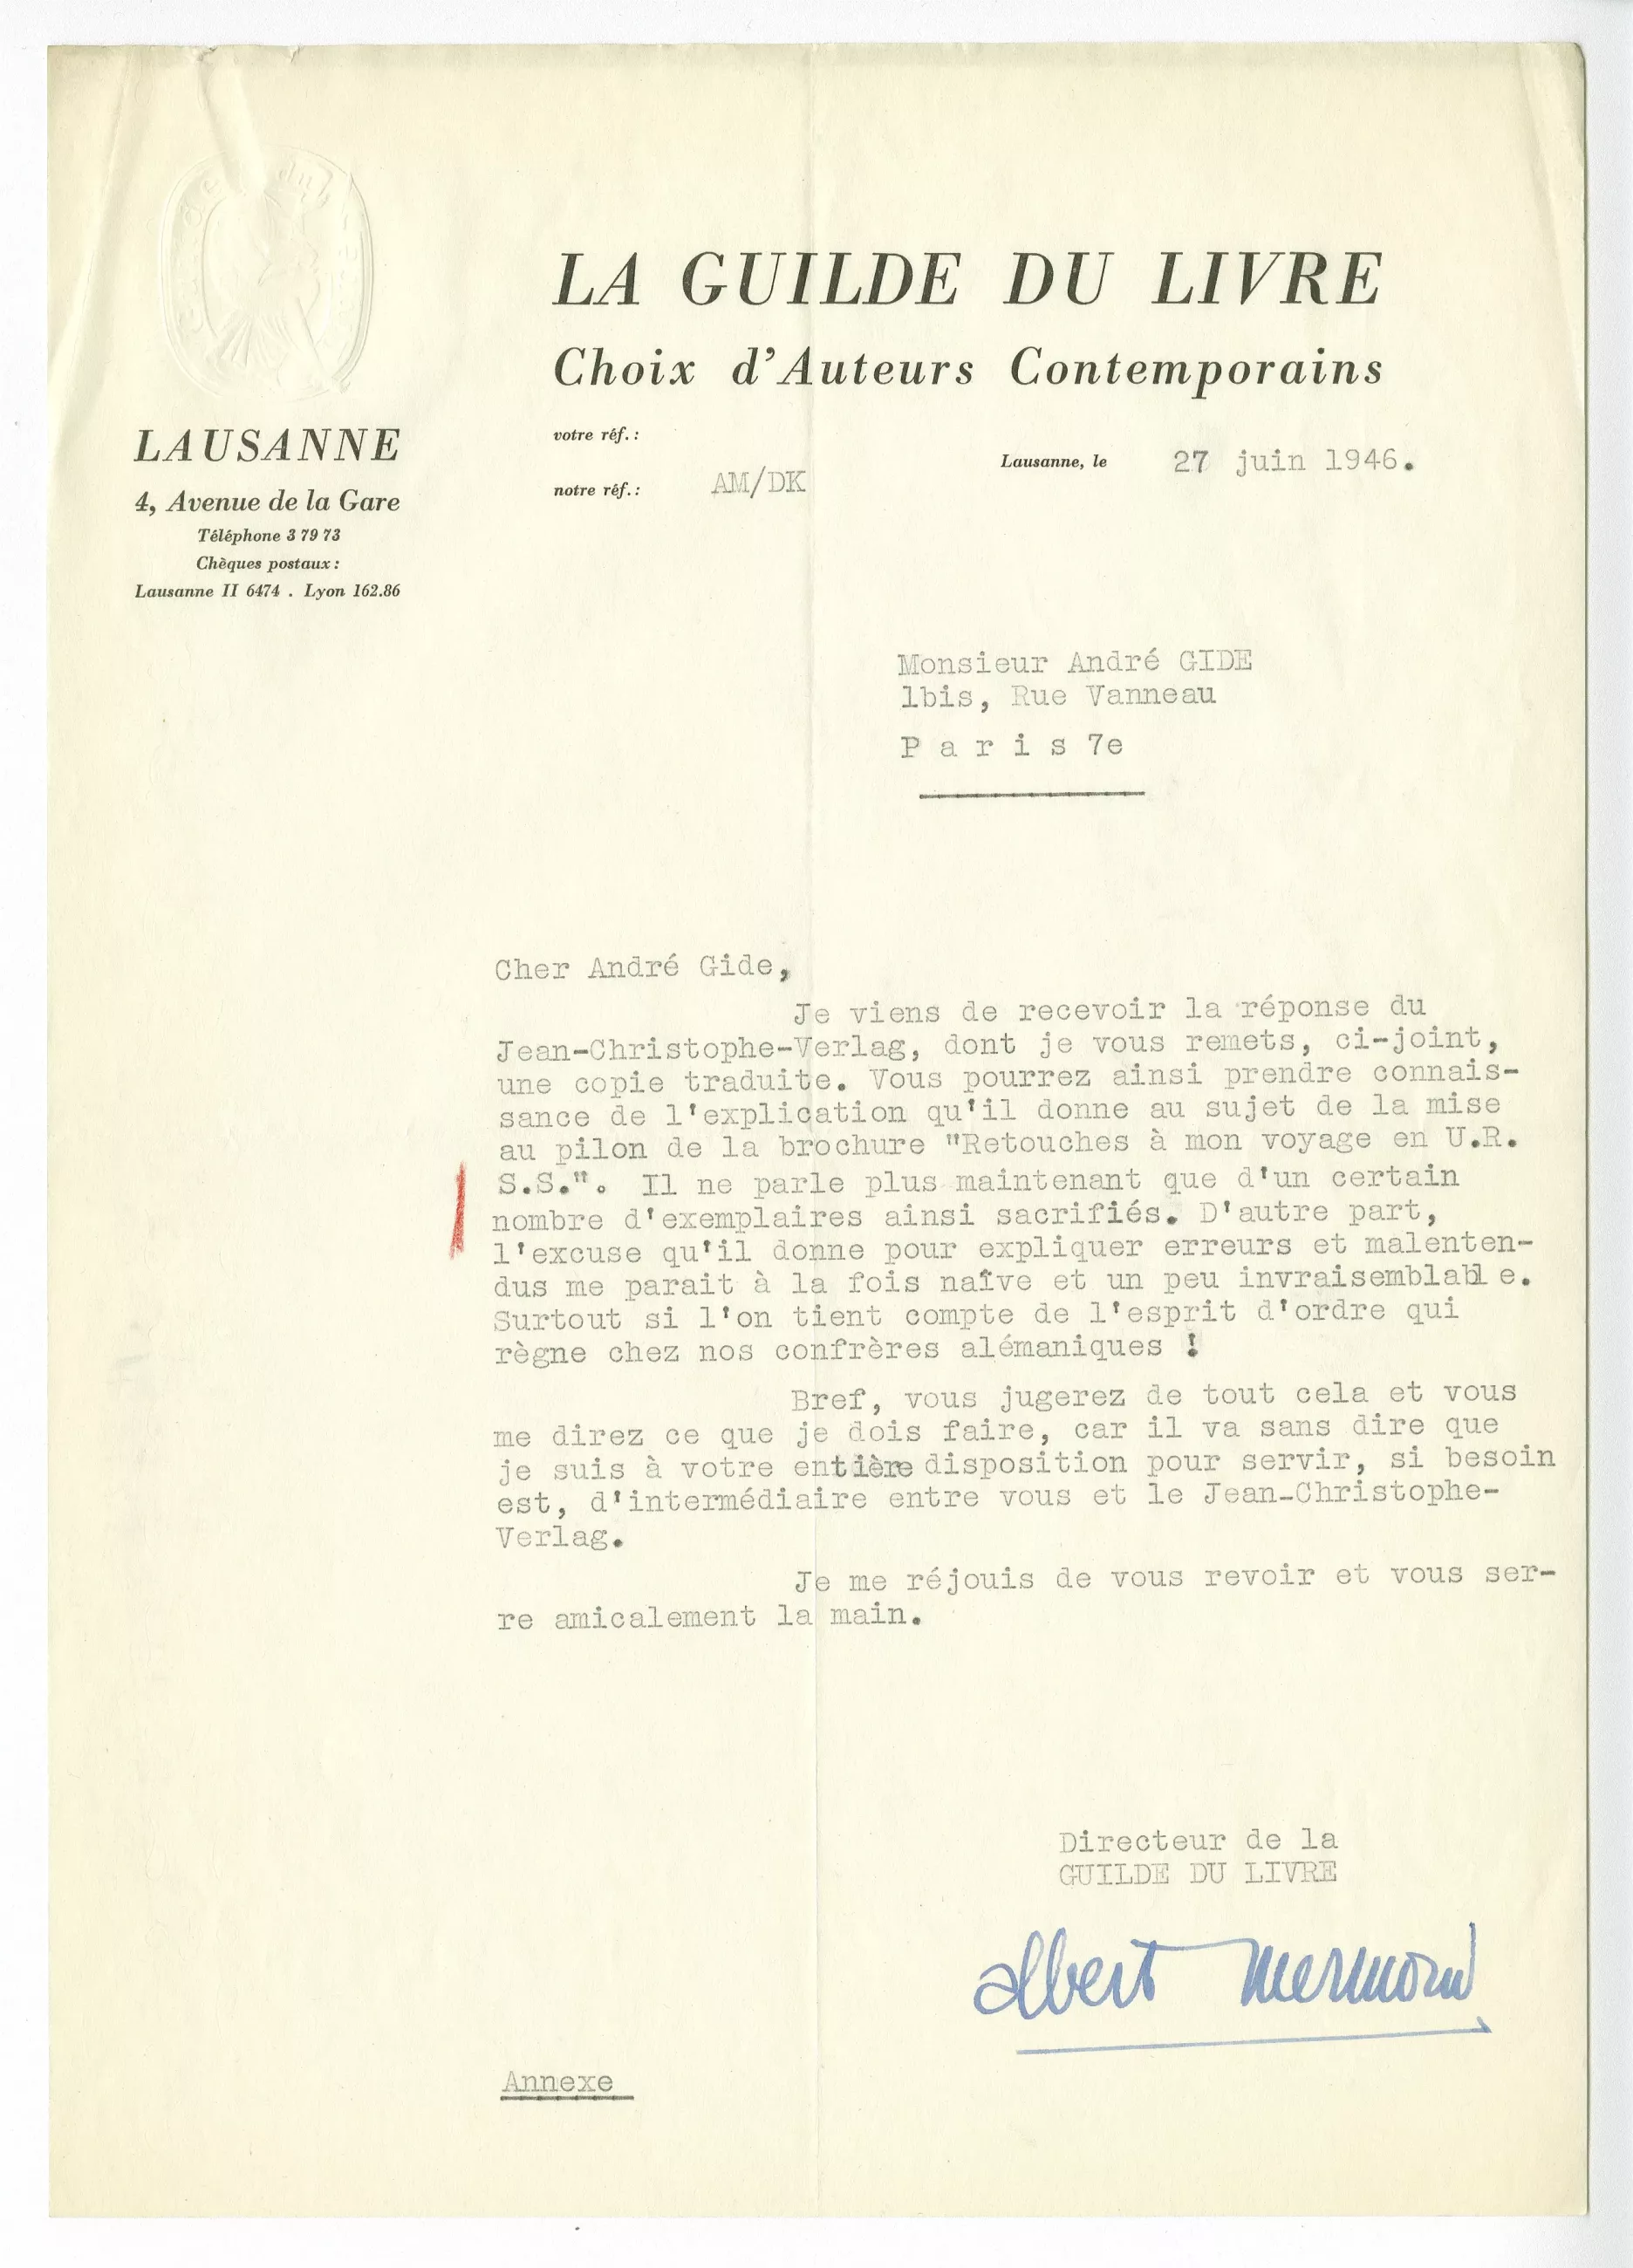 LA GUILDE DU LIVRE
Choix d'Auteurs Contemporains
LAUSANNE
4, Avenue de la Gare
Téléphone 3 79 73
Chèques postaux :
Lausanne II 6474 . Lyon 162.86
votre réf. :
notre réf. : AM/DK
Lausanne, le 27 juin 1946.
Monsieur André GIDE
1bis, Rue Vanneau
P a r i s 7e
Cher André Gide,
Je viens de recevoir la réponse du
Jean-Christophe-Verlag, dont je vous remets, ci-joint,
une copie traduite. Vous pourrez ainsi prendre connais-
sance de l'explication qu'il donne au sujet de la mise
au pilon de la brochure "Retouches à mon voyage en U.R.
S.S.". Il ne parle plus maintenant que d'un certain
nombre d'exemplaires ainsi sacrifiés. D'autre part,
l'excuse qu'il donne pour expliquer erreurs et malenten-
dus me parait à la fois naïve et un peu invraisemblable.
Surtout si l'on tient compte de l'esprit d'ordre qui
règne chez nos confrères alémaniques !
Bref, vous jugerez de tout cela et vous
me direz ce que je dois faire, car il va sans dire que
je suis à votre entière disposition pour servir, si besoin
est, d'intermédiaire entre vous et le Jean-Christophe-
Verlag.
Je me réjouis de vous revoir et vous ser-
re amicalement la main.
Directeur de la
GUILDE DU LIVRE
Albert Mermoud
Annexe